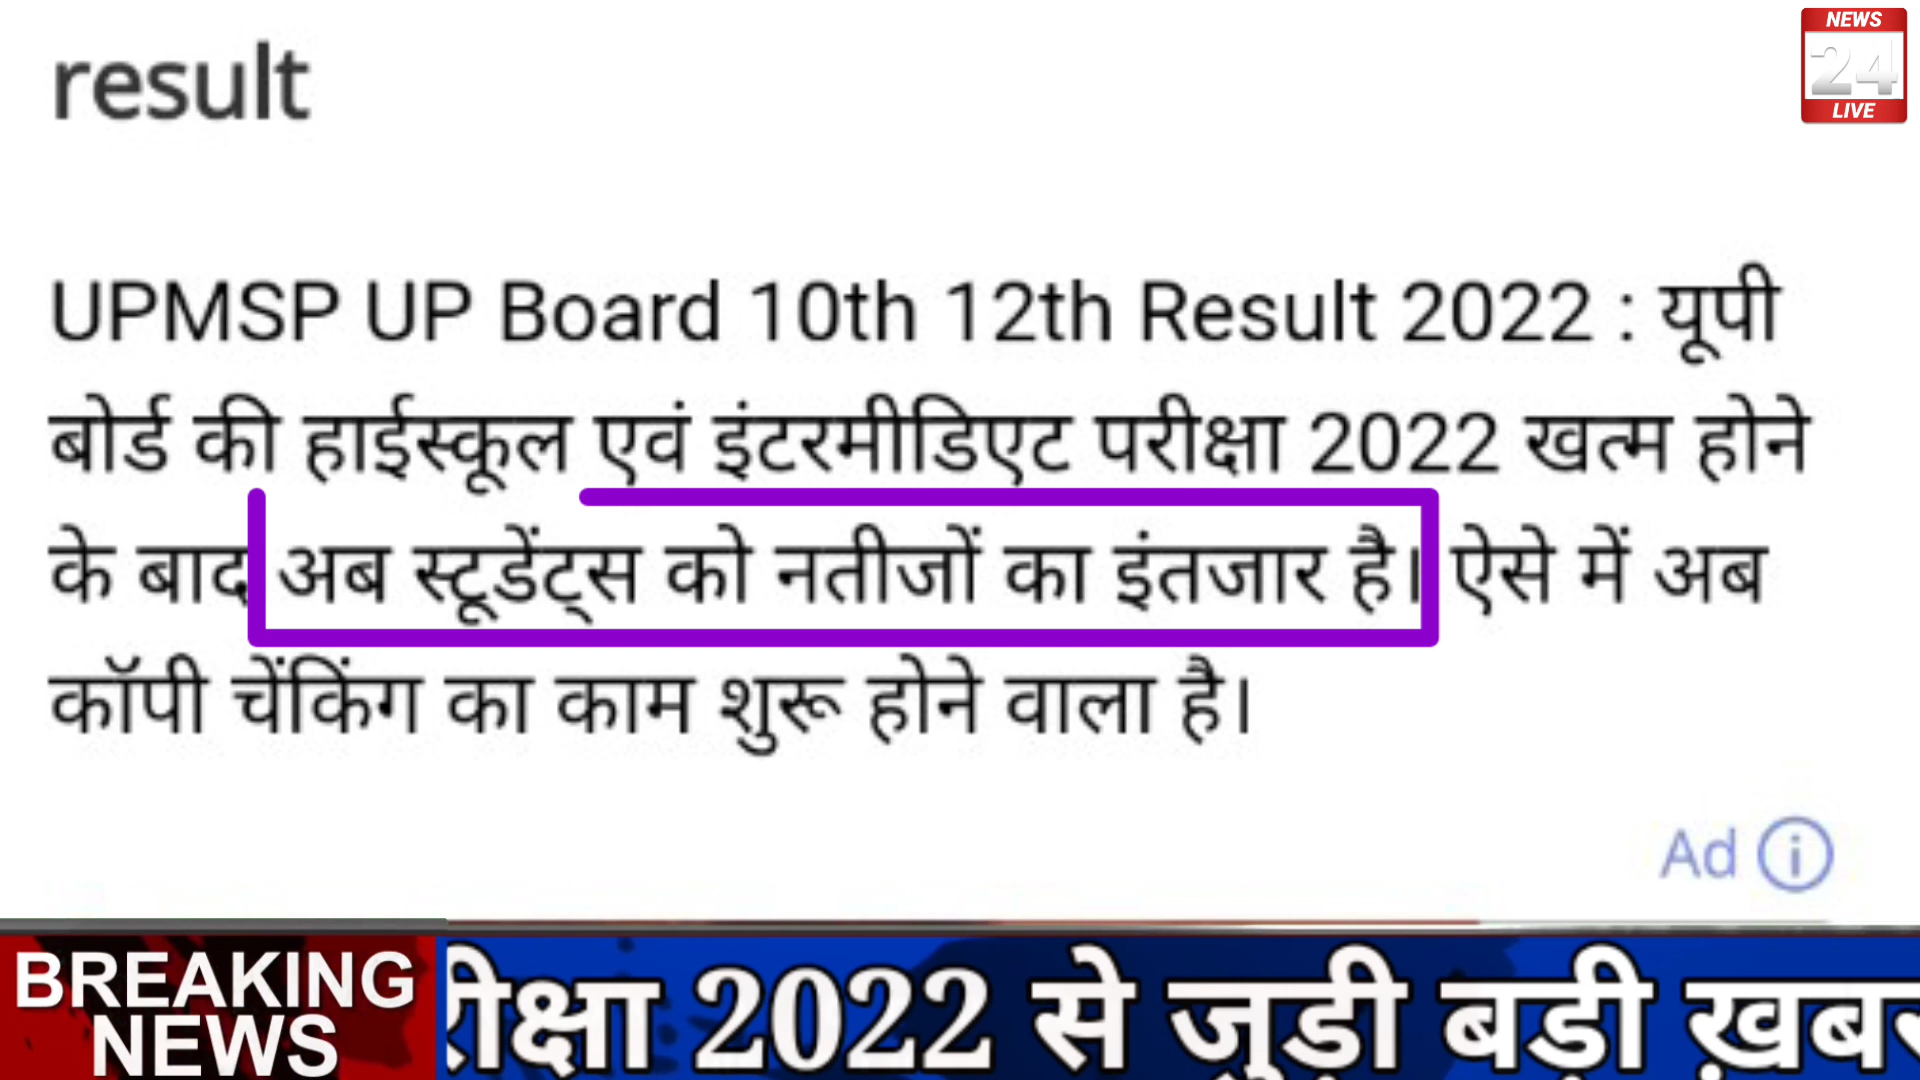 result
NEWS
24
LIVE
UPMSP UP Board 10th 12th Result 2022 : यूपी
बोर्ड की हाईस्कूल एवं इंटरमीडिएट परीक्षा 2022 खत्म होने
के बाद अब स्टूडेंट्स को नतीजों का इंतजार है। ऐसे में अब
कॉपी चेंकिंग का काम शुरू होने वाला है।
Ad
BREAKING
NEWS
2022 से जुडी बडी